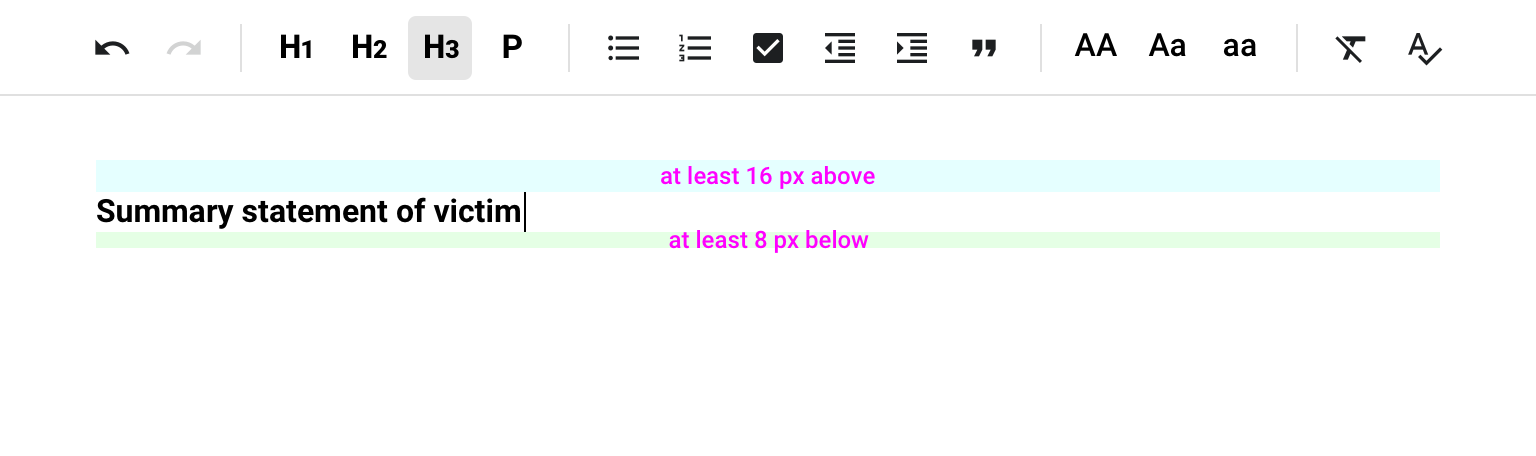 H1 H2 H3 P AA Aa aa
at least 16 px above
Summary statement of victim
at least 8 px below